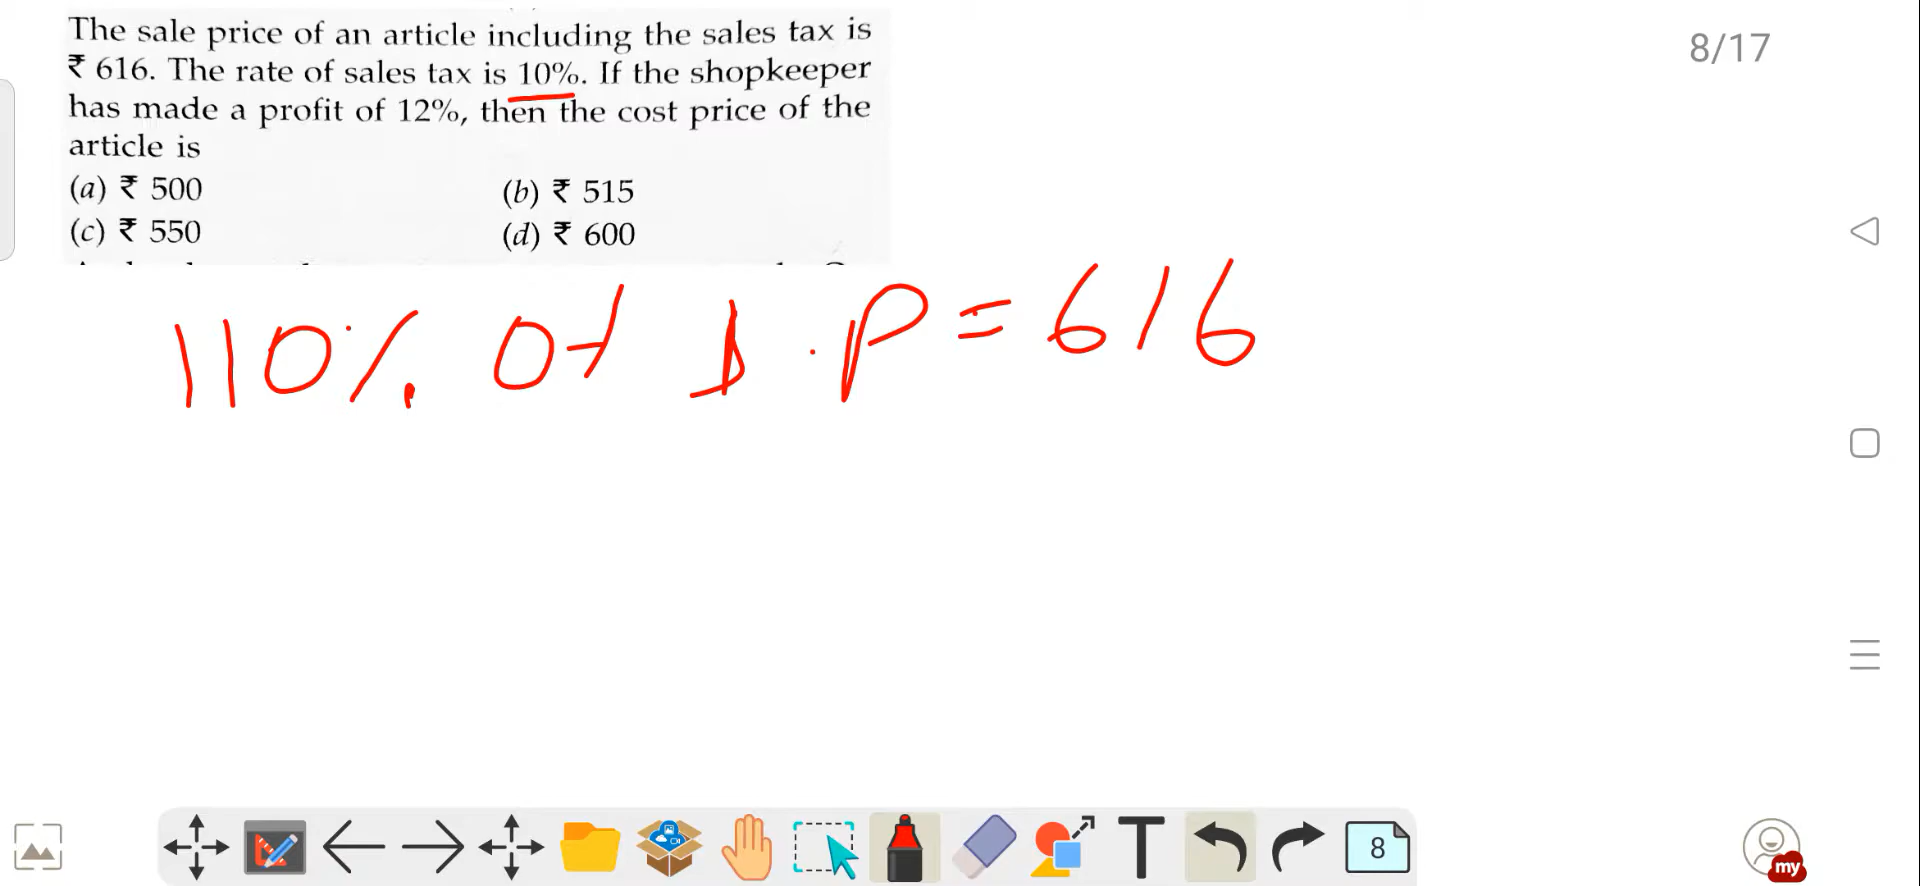 The sale price of an article including the sales tax is
₹ 616. The rate of sales tax is 10%. If the shopkeeper
has made a profit of 12%, then the cost price of the
article is
(a) ₹ 500 (b) ₹ 515
(c) ₹ 550 (d) ₹ 600
110% of S.P = 616
8/17
T
8
my